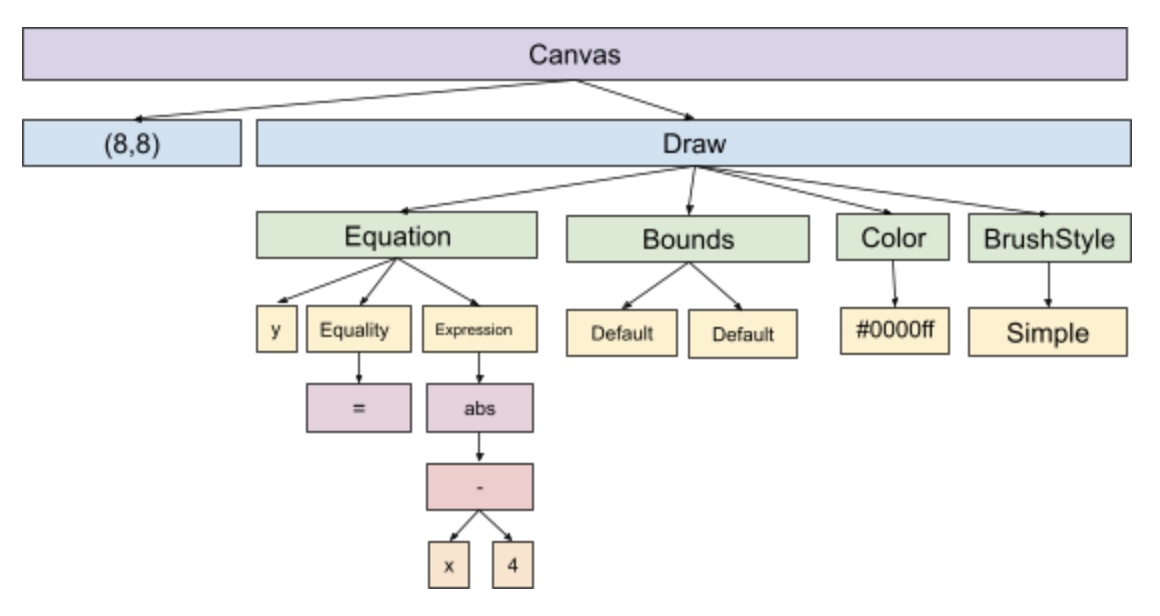 Canvas
(8,8)
Draw
Equation
Bounds
Color
BrushStyle
y
Equality
Expression
Default
Default
#0000ff
Simple
=
abs
-
x
4